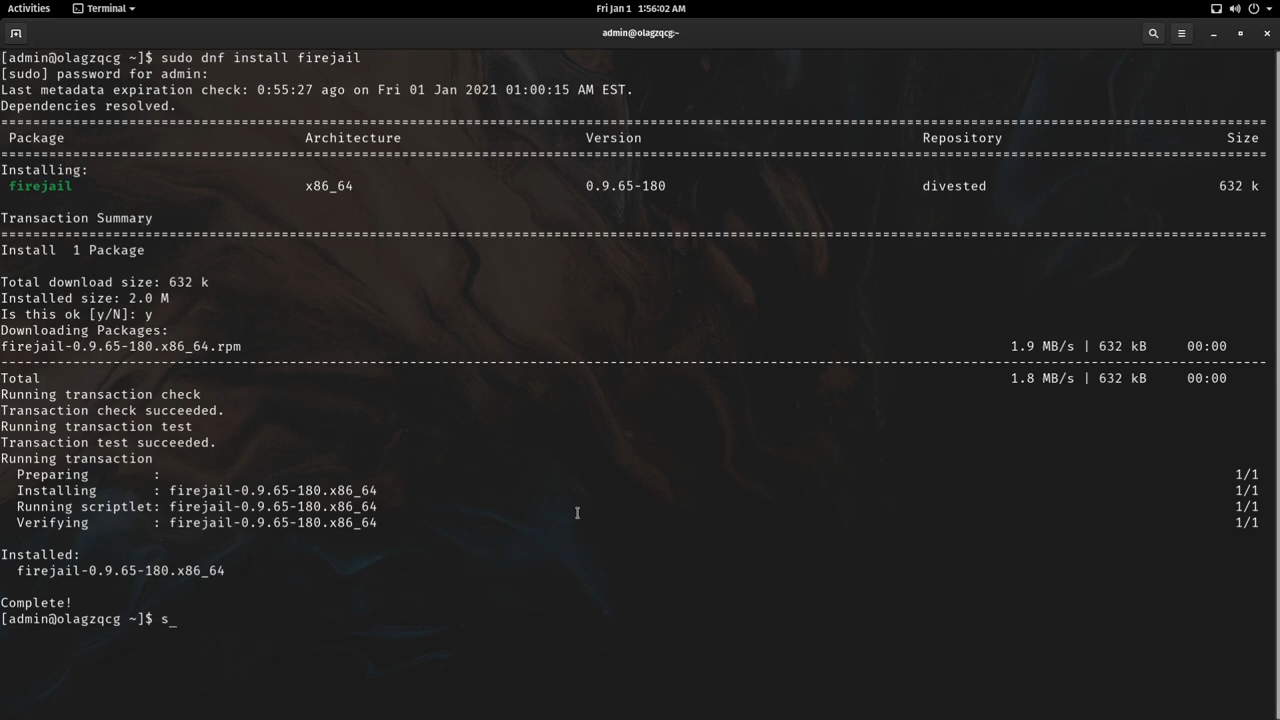 Activities Terminal Fri Jan 1 1:56:02 AM
admin@olagzqcg:~
[admin@olagzqcg ~]$ sudo dnf install firejail
[sudo] password for admin:
Last metadata expiration check: 0:55:27 ago on Fri 01 Jan 2021 01:00:15 AM EST.
Dependencies resolved.
================================================================================
Package Architecture Version Repository Size
================================================================================
Installing:
firejail x86_64 0.9.65-180 divested 632 k
Transaction Summary
================================================================================
Install 1 Package
Total download size: 632 k
Installed size: 2.0 M
Is this ok [y/N]: y
Downloading Packages:
firejail-0.9.65-180.x86_64.rpm 1.9 MB/s | 632 kB 00:00
--------------------------------------------------------------------------------
Total 1.8 MB/s | 632 kB 00:00
Running transaction check
Transaction check succeeded.
Running transaction test
Transaction test succeeded.
Running transaction
Preparing : 1/1
Installing : firejail-0.9.65-180.x86_64 1/1
Running scriptlet: firejail-0.9.65-180.x86_64 1/1
Verifying : firejail-0.9.65-180.x86_64 1/1
Installed:
firejail-0.9.65-180.x86_64
Complete!
[admin@olagzqcg ~]$ s_